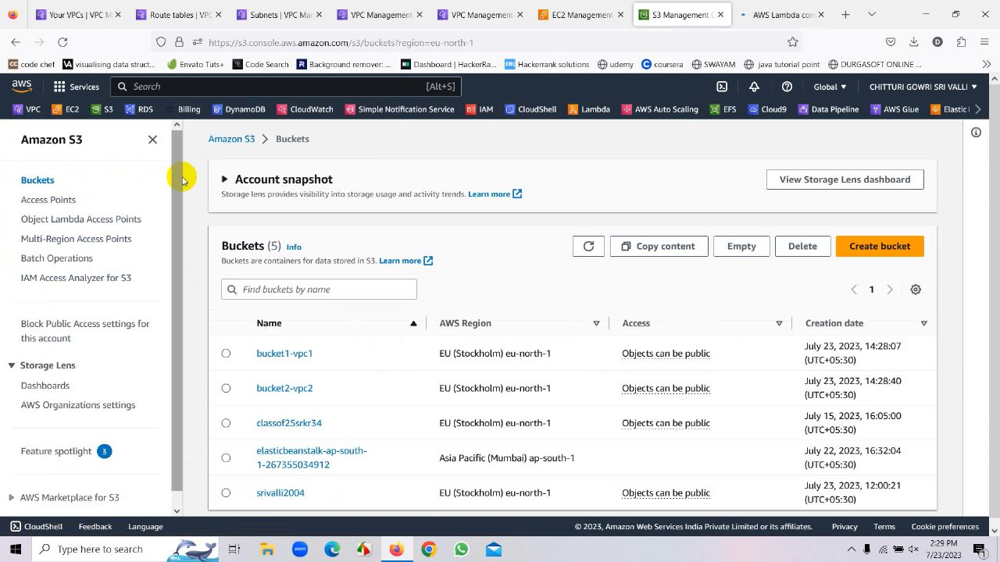 Your VPCs | V
Route tables | V
Subnets | VPC Ma
VPC Management
VPC Management
EC2 Management
S3 Management C
AWS Lambda con
https://s3.console.aws.amazon.com/s3/buckets?region=eu-north-1
code chef
visualising data struct...
Envato Tuts+
Code Search
Background remover:...
Dashboard | HackerRa...
Hackerrank solutions
udemy
coursera
SWAYAM
java tutorial point
DURGASOFT ONLINE ...
aws
Services
Search
[Alt+S]
Global
CHITTURI GOWRI SRI VALLI
VPC
EC2
S3
RDS
Billing
DynamoDB
CloudWatch
Simple Notification Service
IAM
CloudShell
Lambda
AWS Auto Scaling
EFS
Cloud9
Data Pipeline
AWS Glue
Elastic
Amazon S3
Buckets
Access Points
Object Lambda Access Points
Multi-Region Access Points
Batch Operations
IAM Access Analyzer for S3
Block Public Access settings for
this account
Storage Lens
Dashboards
AWS Organizations settings
Feature spotlight 3
AWS Marketplace for S3
Amazon S3 > Buckets
Account snapshot
Storage lens provides visibility into storage usage and activity trends. Learn more
View Storage Lens dashboard
Buckets (5) Info
Buckets are containers for data stored in S3. Learn more
Copy content
Empty
Delete
Create bucket
Find buckets by name
1
Name
AWS Region
Access
Creation date
bucket1-vpc1
EU (Stockholm) eu-north-1
Objects can be public
July 23, 2023, 14:28:07
(UTC+05:30)
bucket2-vpc2
EU (Stockholm) eu-north-1
Objects can be public
July 23, 2023, 14:28:40
(UTC+05:30)
classof25srkr34
EU (Stockholm) eu-north-1
Objects can be public
July 15, 2023, 16:05:00
(UTC+05:30)
elasticbeanstalk-ap-south-
1-267355034912
Asia Pacific (Mumbai) ap-south-1
July 22, 2023, 16:32:04
(UTC+05:30)
srivalli2004
EU (Stockholm) eu-north-1
Objects can be public
July 23, 2023, 12:00:21
(UTC+05:30)
CloudShell
Feedback
Language
© 2023, Amazon Web Services India Private Limited or its affiliates.
Privacy
Terms
Cookie preferences
Type here to search
zoom
2:29 PM
7/23/2023